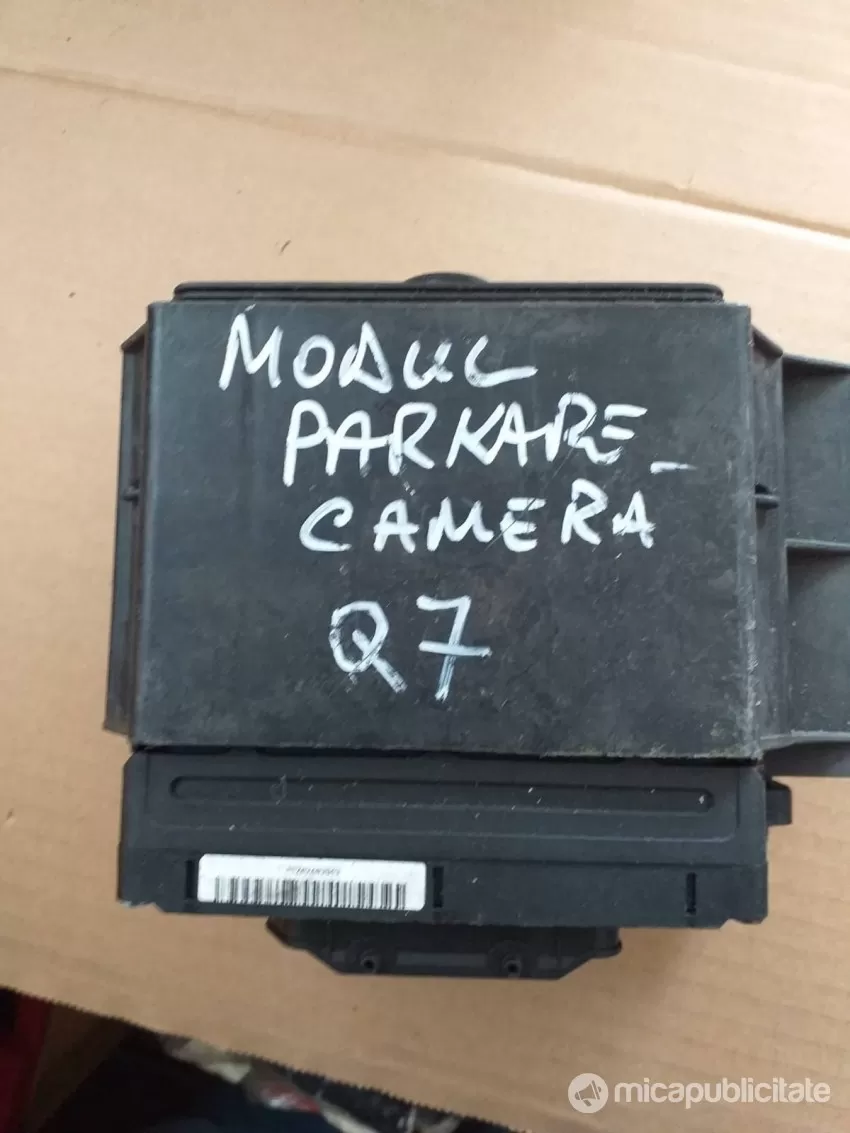 MODUL
PARKARE
CAMERA
Q7
micapublicitate